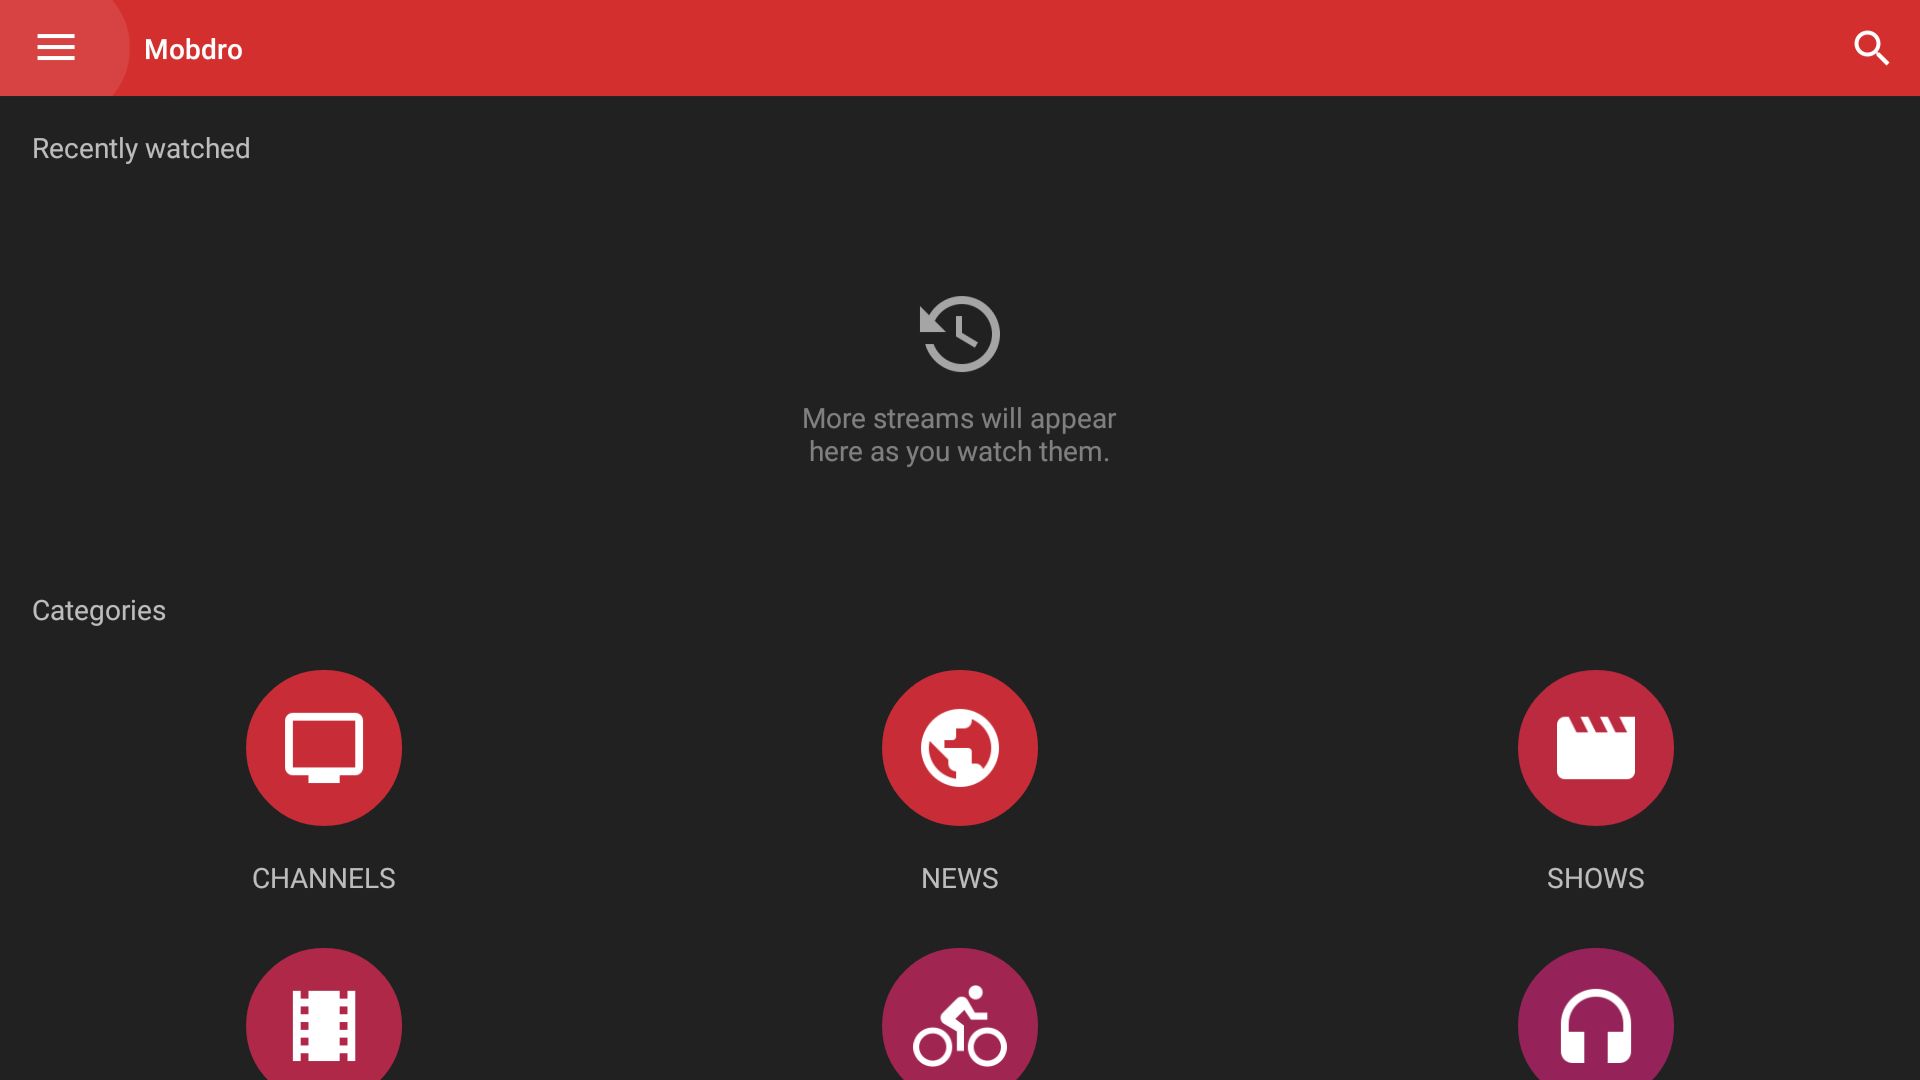 Mobdro
Recently watched
More streams will appear
here as you watch them.
Categories
CHANNELS
NEWS
SHOWS